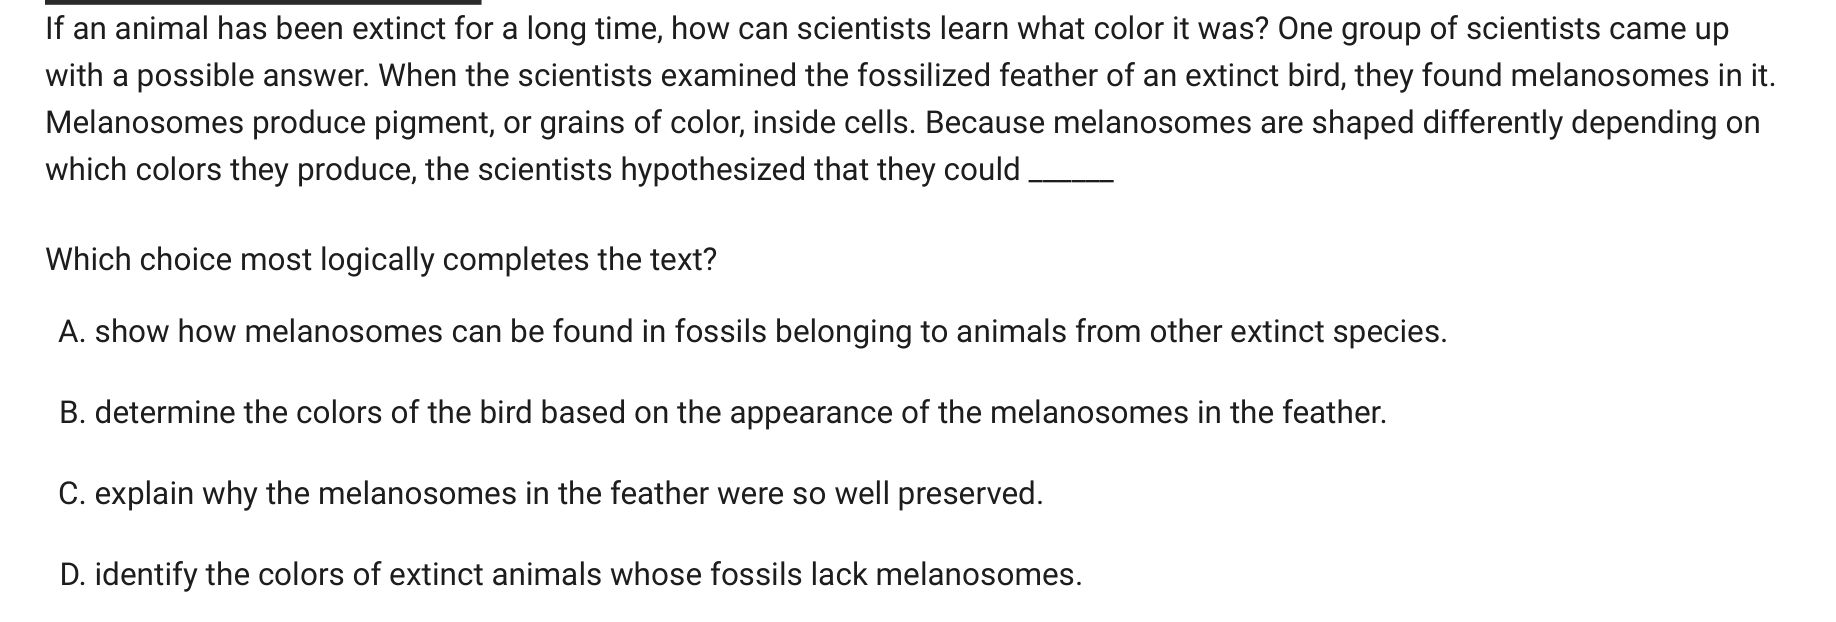 If an animal has been extinct for a long time, how can scientists learn what color it was? One group of scientists came up
with a possible answer. When the scientists examined the fossilized feather of an extinct bird, they found melanosomes in it.
Melanosomes produce pigment, or grains of color, inside cells. Because melanosomes are shaped differently depending on
which colors they produce, the scientists hypothesized that they could ______
Which choice most logically completes the text?
A. show how melanosomes can be found in fossils belonging to animals from other extinct species.
B. determine the colors of the bird based on the appearance of the melanosomes in the feather.
C. explain why the melanosomes in the feather were so well preserved.
D. identify the colors of extinct animals whose fossils lack melanosomes.